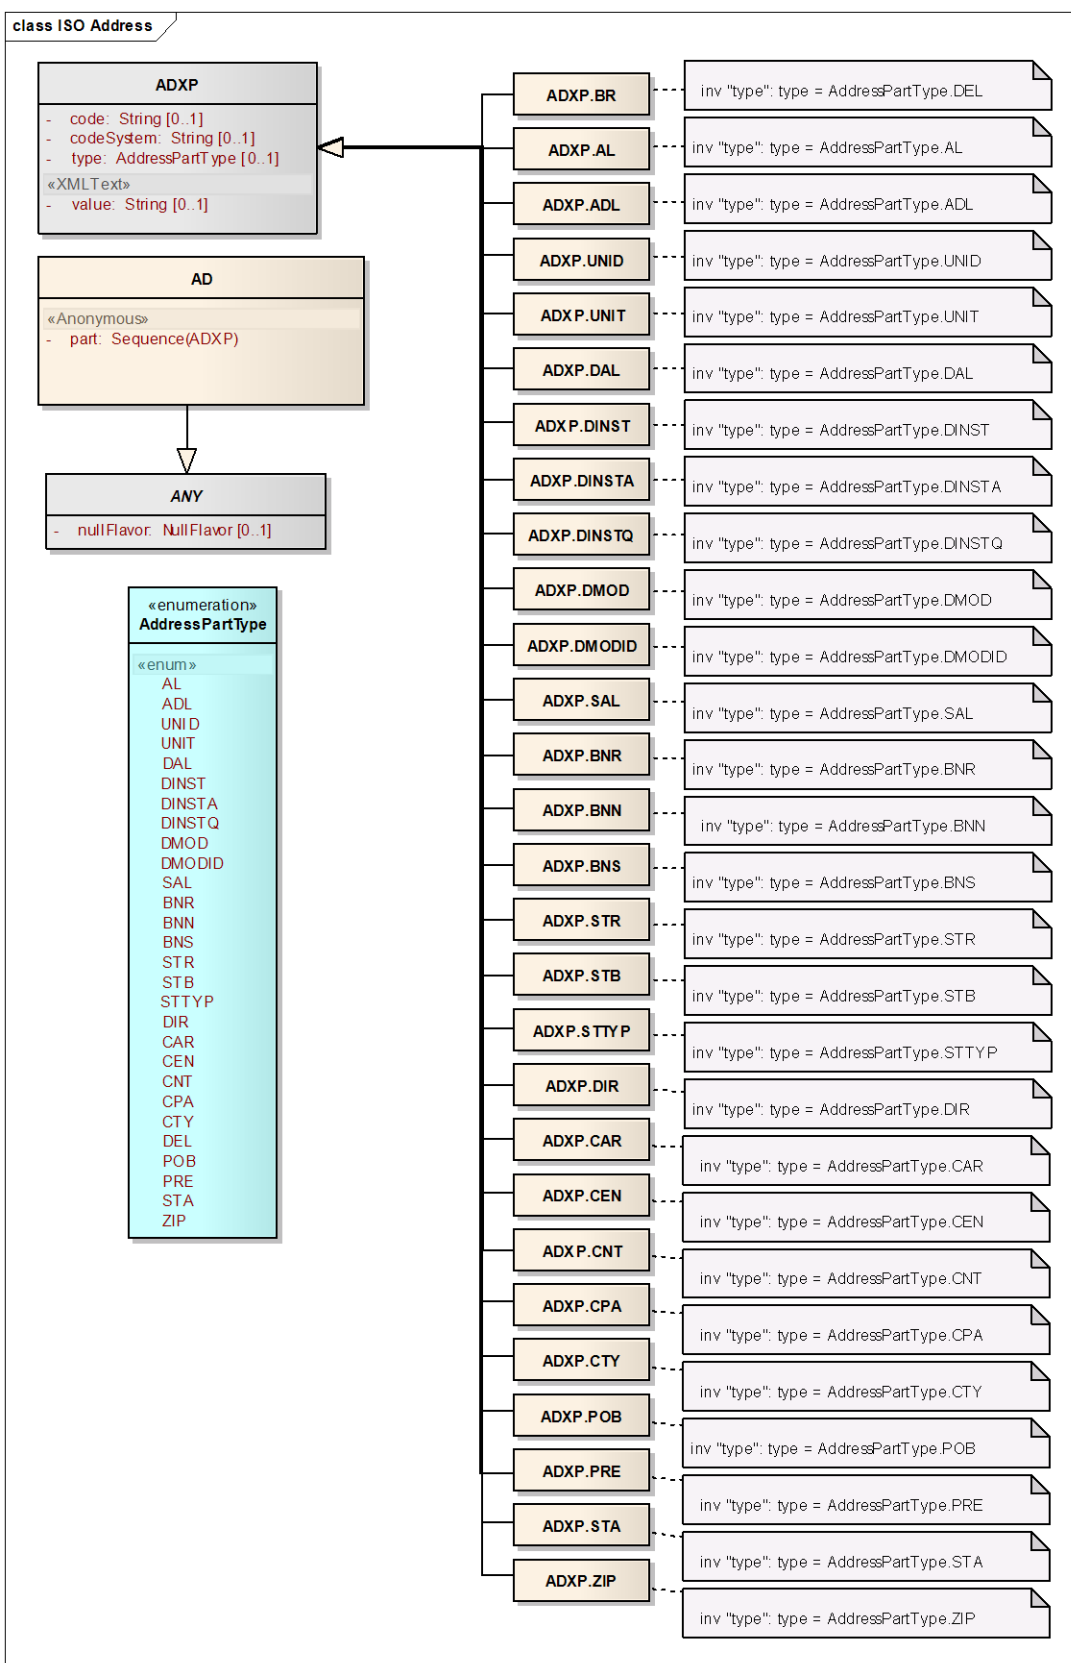 class ISO Address
ADXP
- code: String [0..1]
- codeSystem: String [0..1]
- type: AddressPartType [0..1]
«XMLText»
- value: String [0..1]
AD
«Anonymous»
- part: Sequence(ADXP)
ANY
- nullFlavor: NullFlavor [0..1]
«enumeration»
AddressPartType
«enum»
AL
ADL
UNID
UNIT
DAL
DINST
DINSTA
DINSTQ
DMOD
DMODID
SAL
BNR
BNN
BNS
STR
STB
STTYP
DIR
CAR
CEN
CNT
CPA
CTY
DEL
POB
PRE
STA
ZIP
ADXP.BR
inv "type": type = AddressPartType.DEL
ADXP.AL
inv "type": type = AddressPartType.AL
ADXP.ADL
inv "type": type = AddressPartType.ADL
ADXP.UNID
inv "type": type = AddressPartType.UNID
ADXP.UNIT
inv "type": type = AddressPartType.UNIT
ADXP.DAL
inv "type": type = AddressPartType.DAL
ADXP.DINST
inv "type": type = AddressPartType.DINST
ADXP.DINSTA
inv "type": type = AddressPartType.DINSTA
ADXP.DINSTQ
inv "type": type = AddressPartType.DINSTQ
ADXP.DMOD
inv "type": type = AddressPartType.DMOD
ADXP.DMODID
inv "type": type = AddressPartType.DMODID
ADXP.SAL
inv "type": type = AddressPartType.SAL
ADXP.BNR
inv "type": type = AddressPartType.BNR
ADXP.BNN
inv "type": type = AddressPartType.BNN
ADXP.BNS
inv "type": type = AddressPartType.BNS
ADXP.STR
inv "type": type = AddressPartType.STR
ADXP.STB
inv "type": type = AddressPartType.STB
ADXP.STTYP
inv "type": type = AddressPartType.STTYP
ADXP.DIR
inv "type": type = AddressPartType.DIR
ADXP.CAR
inv "type": type = AddressPartType.CAR
ADXP.CEN
inv "type": type = AddressPartType.CEN
ADXP.CNT
inv "type": type = AddressPartType.CNT
ADXP.CPA
inv "type": type = AddressPartType.CPA
ADXP.CTY
inv "type": type = AddressPartType.CTY
ADXP.POB
inv "type": type = AddressPartType.POB
ADXP.PRE
inv "type": type = AddressPartType.PRE
ADXP.STA
inv "type": type = AddressPartType.STA
ADXP.ZIP
inv "type": type = AddressPartType.ZIP